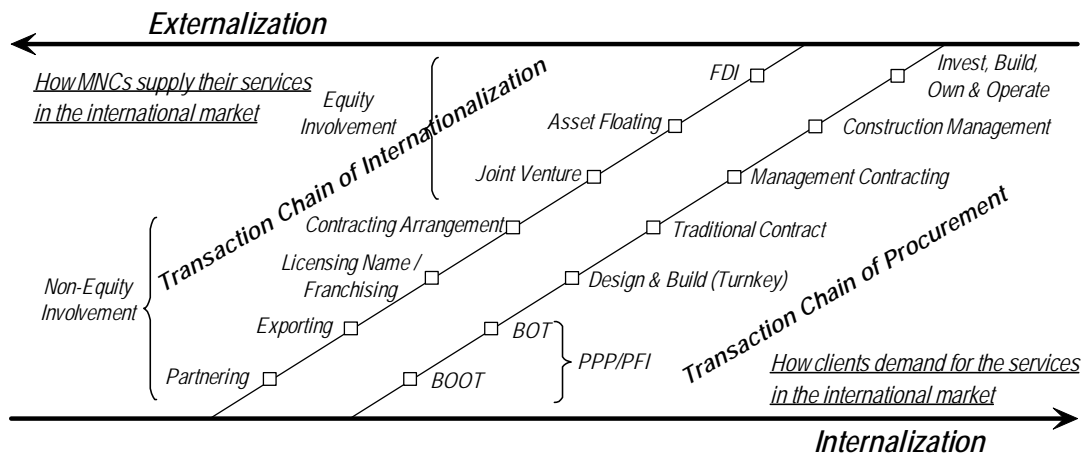 Externalization
How MNCs supply their services
in the international market
Equity
Involvement
Transaction Chain of Internationalization
FDI
Invest, Build,
Own & Operate
Asset Floating
Construction Management
Joint Venture
Management Contracting
Contracting Arrangement
Traditional Contract
Non-Equity
Involvement
Licensing Name /
Franchising
Design & Build (Turnkey)
Transaction Chain of Procurement
Exporting
BOT
PPP/PFI
Partnering
BOOT
How clients demand for the services
in the international market
Internalization